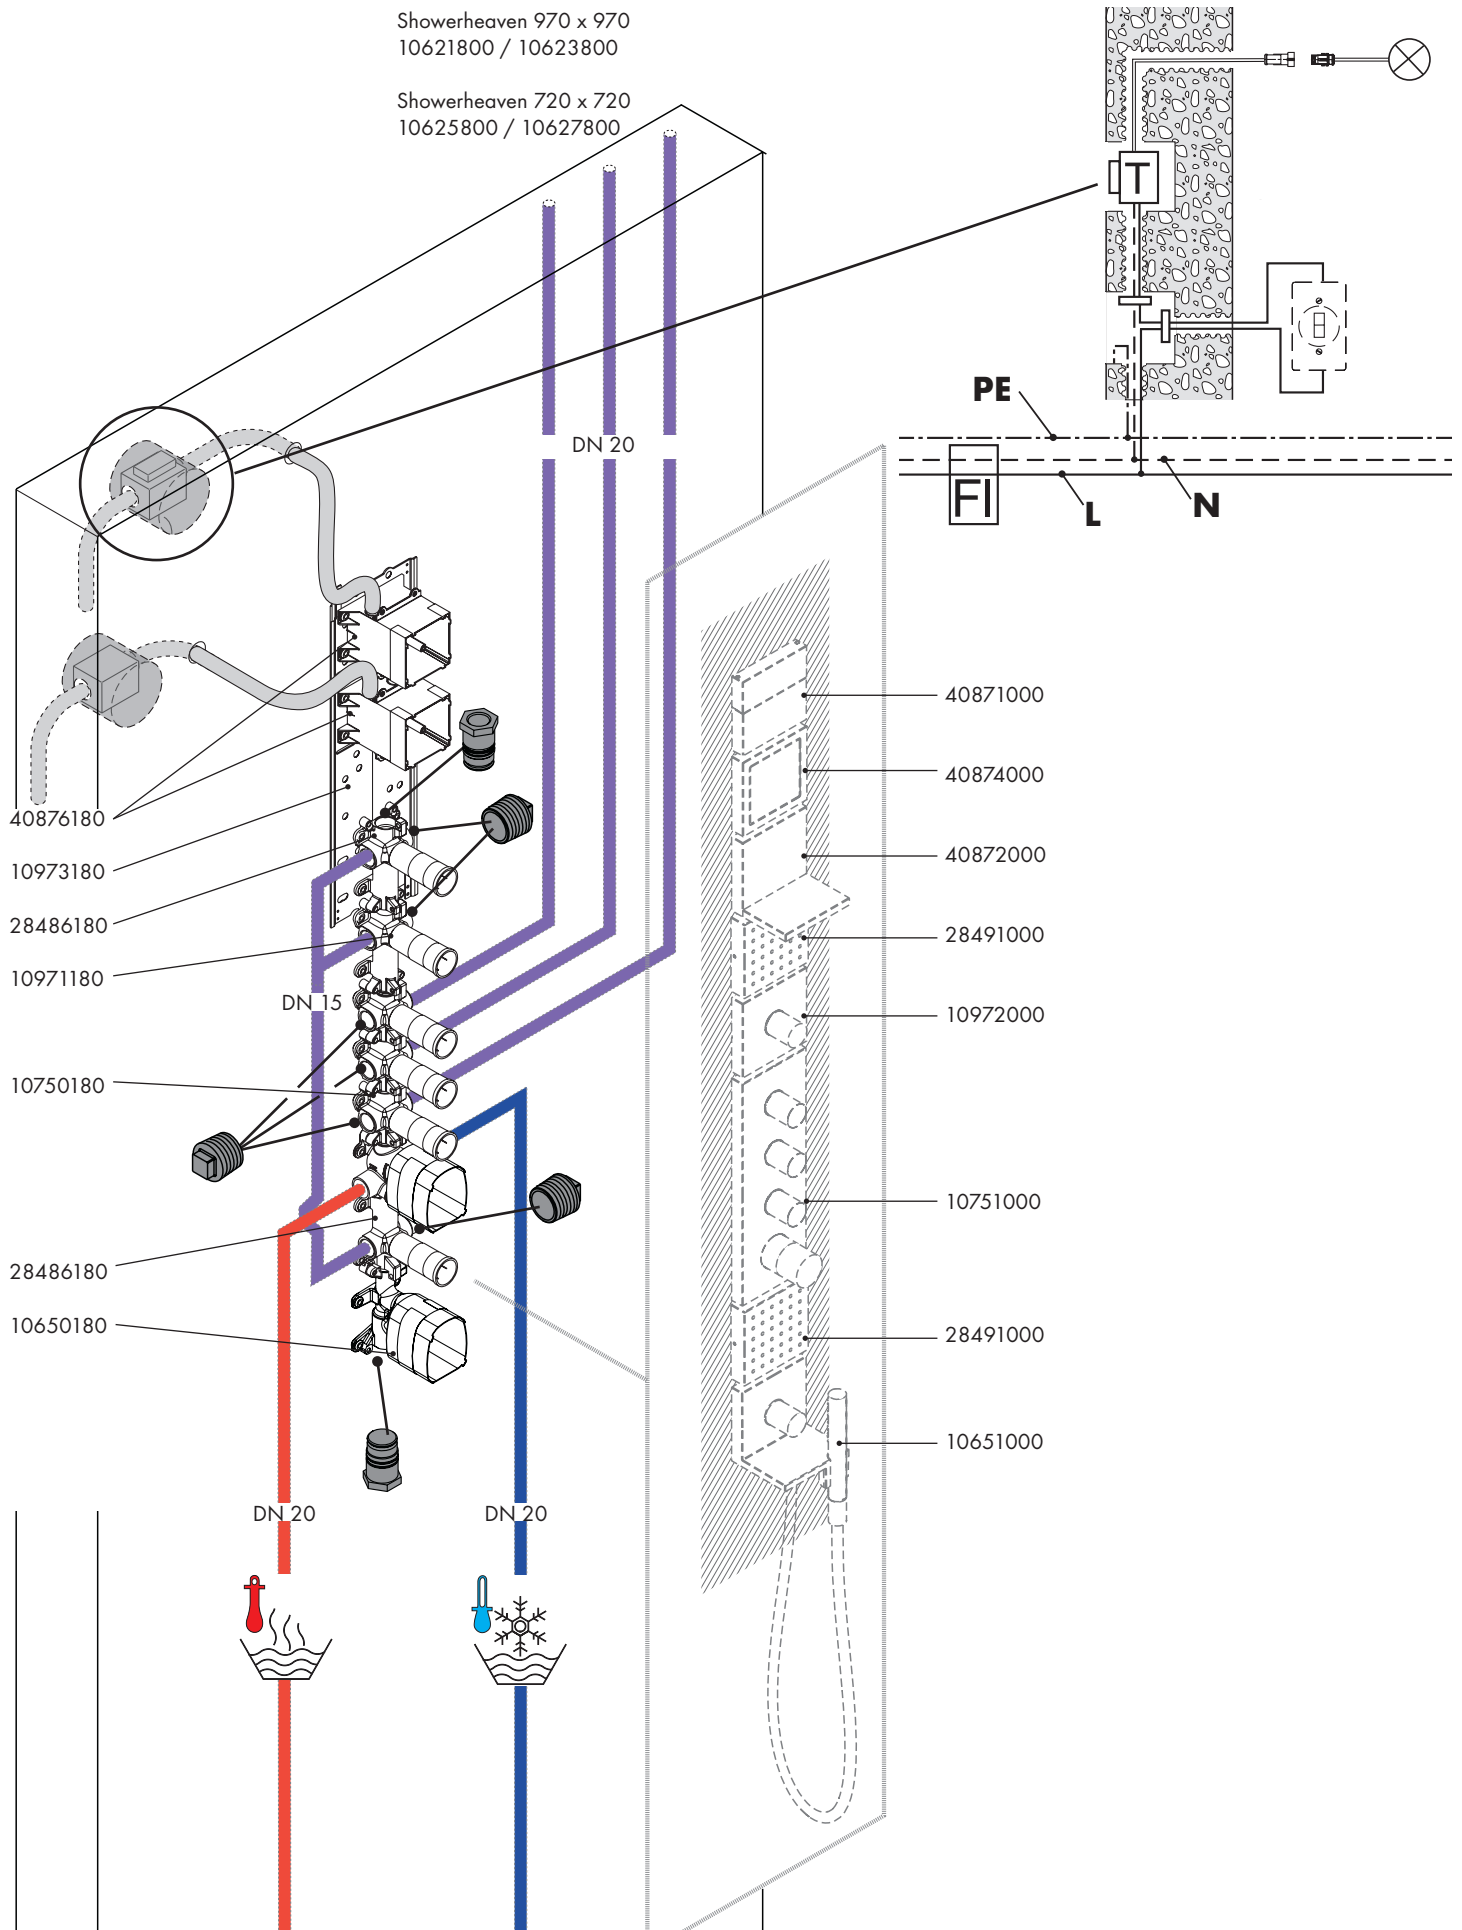 Showerheaven 970 x 970
10621800 / 10623800
Showerheaven 720 x 720
10625800 / 10627800
T
DN 20
PE
FI
L
N
40871000
40874000
40876180
40872000
10973180
28486180
28491000
10971180
DN 15
10972000
10750180
10751000
28486180
10650180
28491000
10651000
DN 20
DN 20